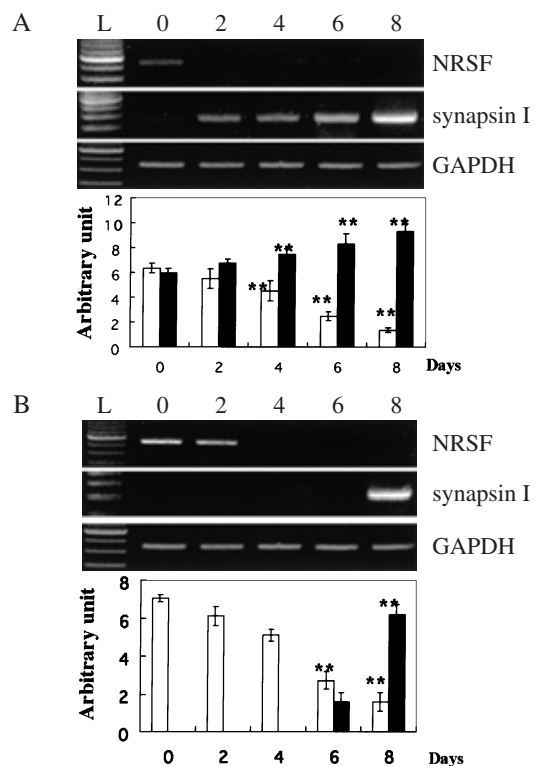 A L 0 2 4 6 8
NRSF
synapsin I
GAPDH
12
10
8
6
4
2
0
Arbitrary unit
** ** ** ** ** **
0 2 4 6 8 Days
B L 0 2 4 6 8
NRSF
synapsin I
GAPDH
8
6
4
2
0
Arbitrary unit
** ** **
0 2 4 6 8 Days